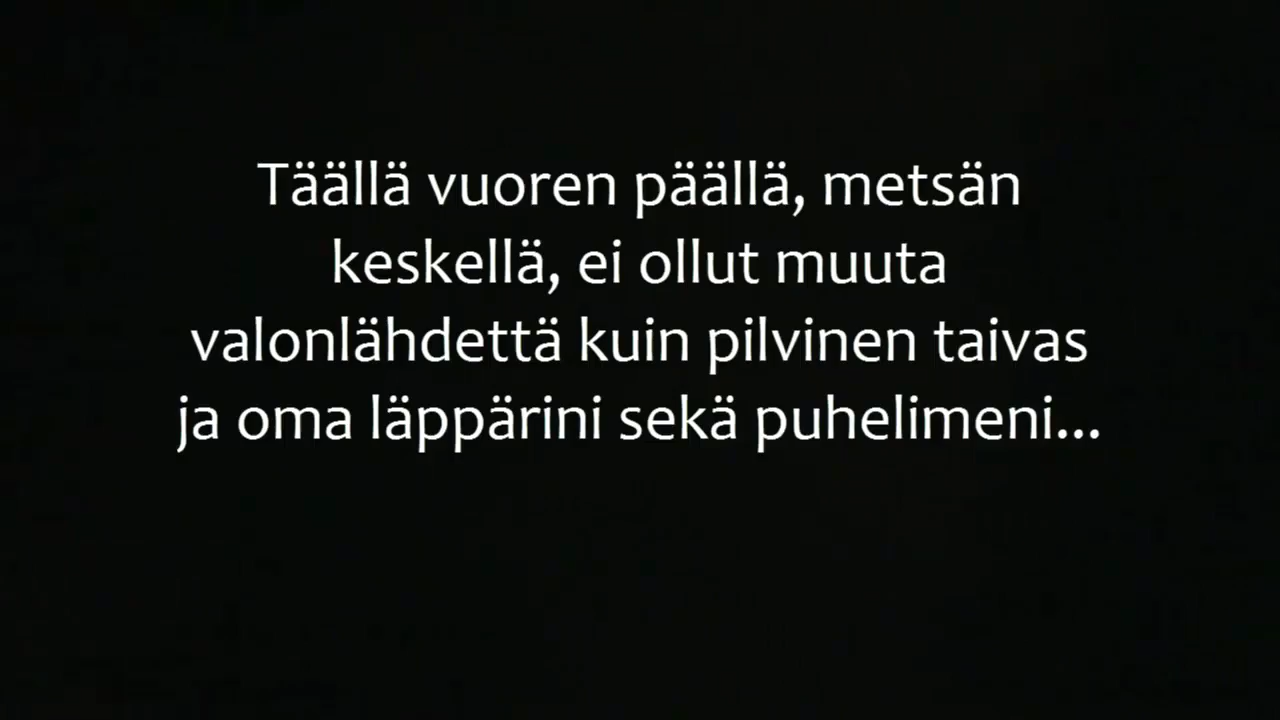 Täällä vuoren päällä, metsän
keskellä, ei ollut muuta
valonlähdettä kuin pilvinen taivas
ja oma läppärini sekä puhelimeni...